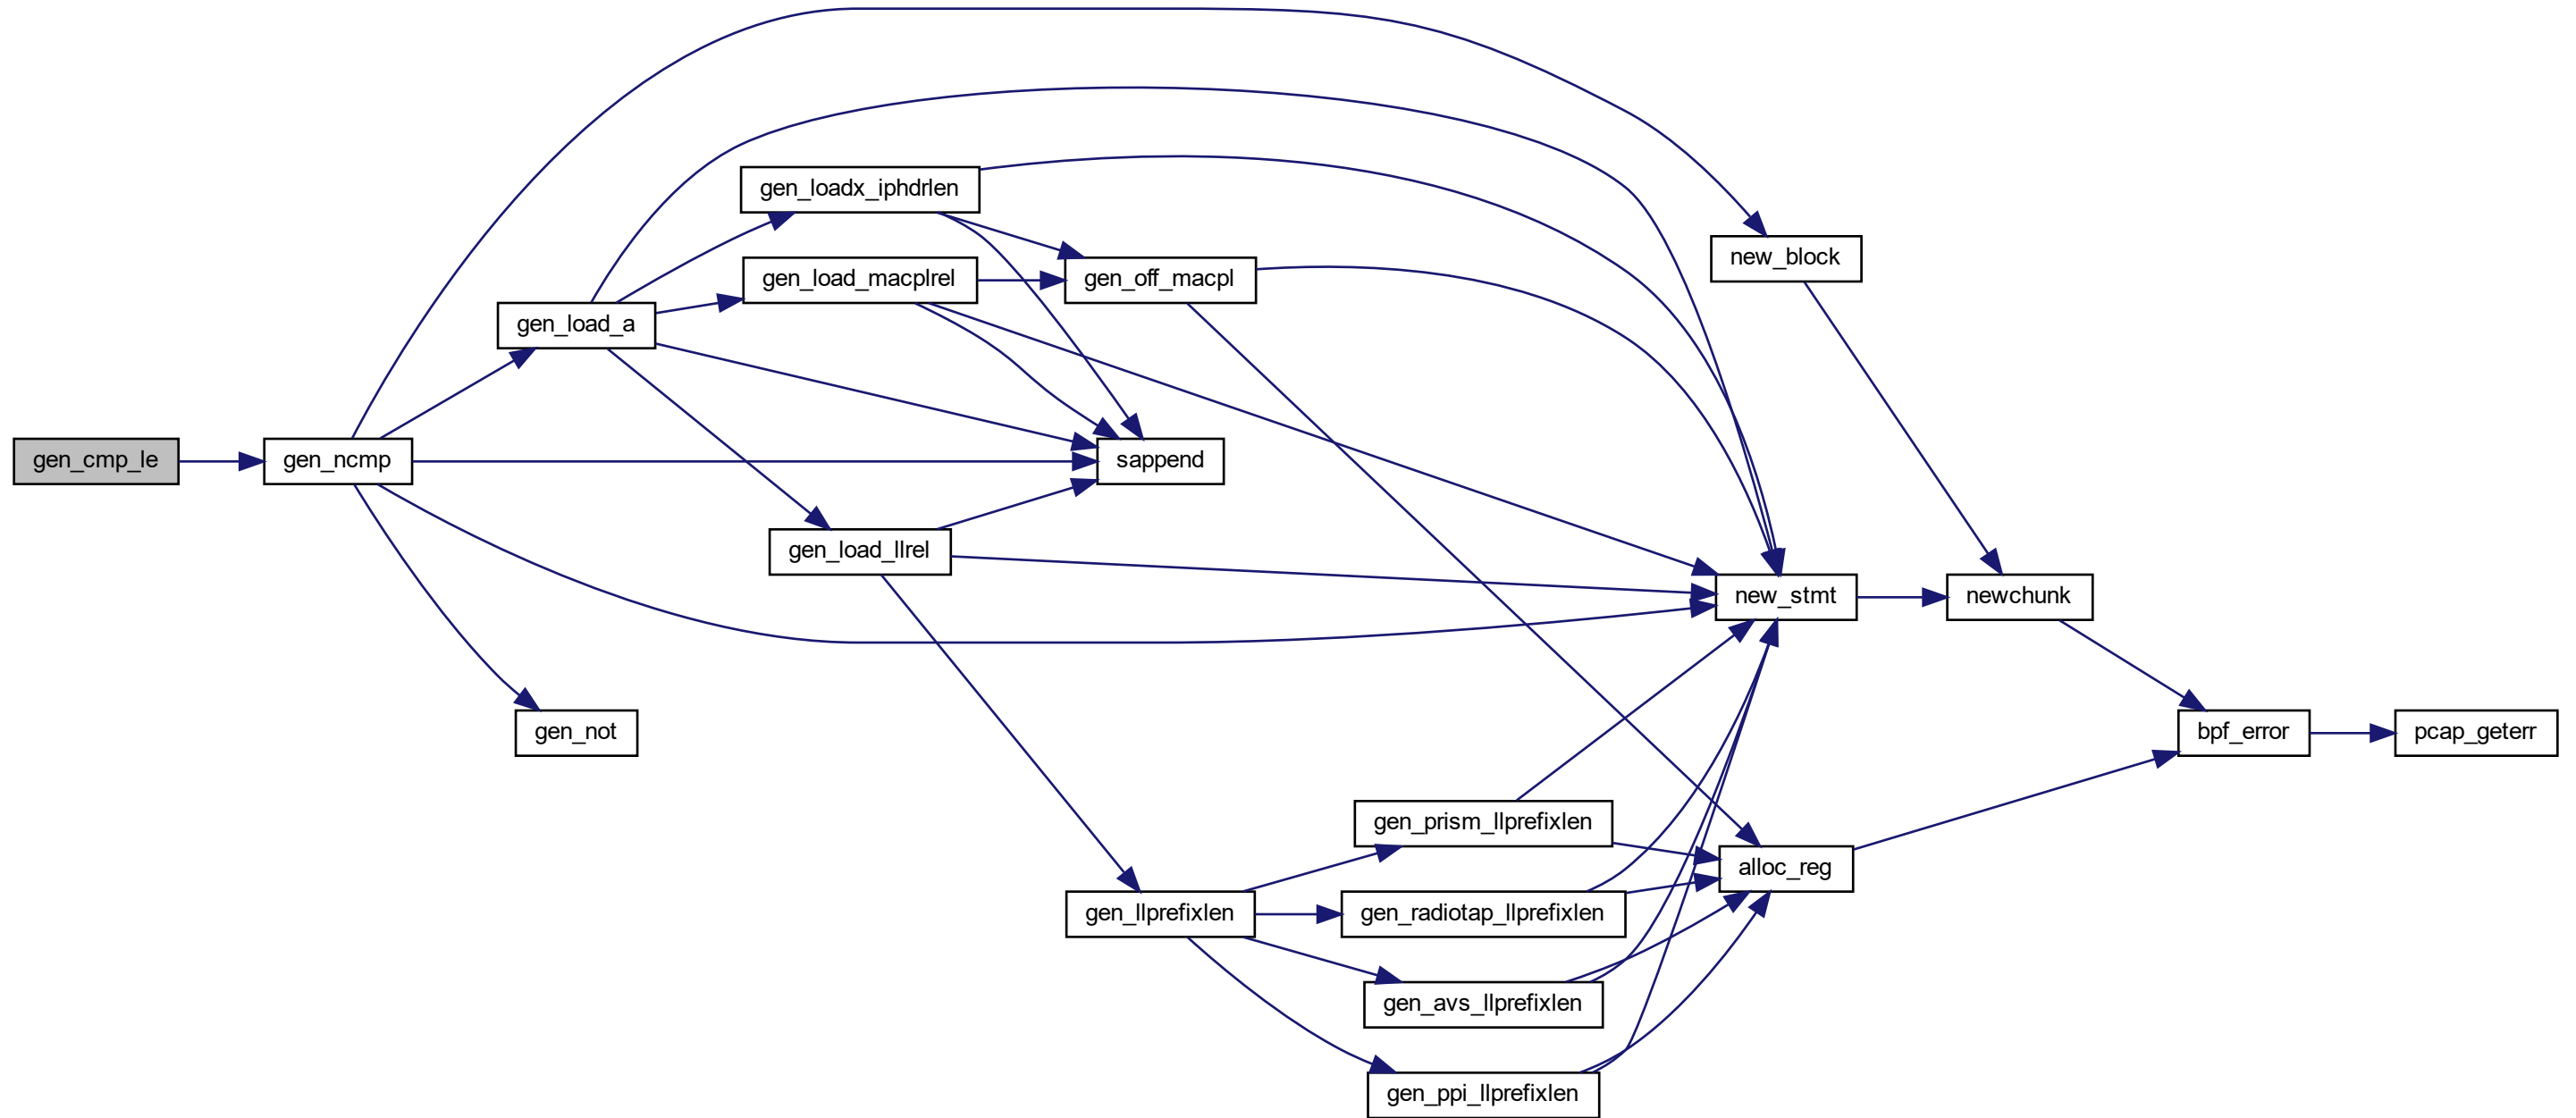 gen_cmp_le
gen_ncmp
gen_load_a
gen_not
gen_loadx_iphdrlen
gen_load_macplrel
gen_load_llrel
gen_off_macpl
sappend
gen_llprefixlen
gen_prism_llprefixlen
gen_radiotap_llprefixlen
gen_avs_llprefixlen
gen_ppi_llprefixlen
new_block
new_stmt
alloc_reg
newchunk
bpf_error
pcap_geterr